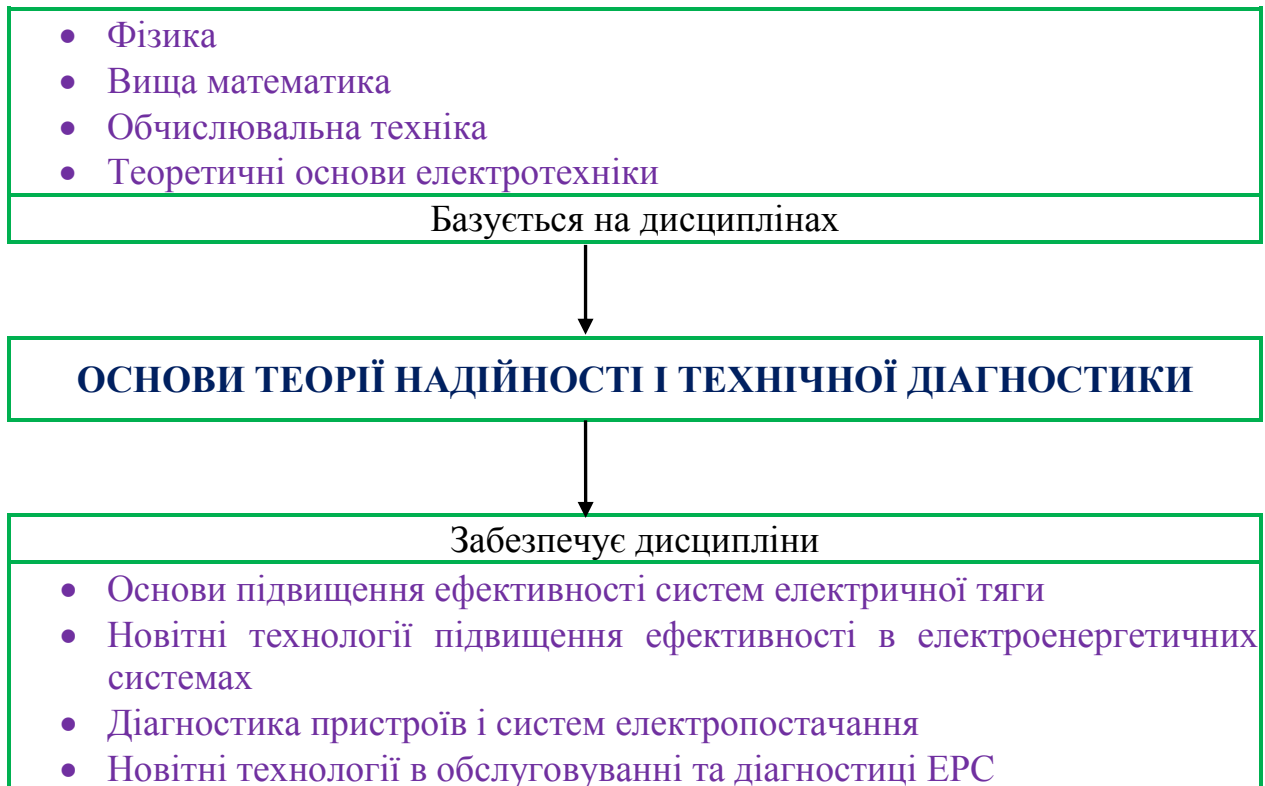 • Фізика
• Вища математика
• Обчислювальна техніка
• Теоретичні основи електротехніки
Базується на дисциплінах
ОСНОВИ ТЕОРІЇ НАДІЙНОСТІ І ТЕХНІЧНОЇ ДІАГНОСТИКИ
Забезпечує дисципліни
• Основи підвищення ефективності систем електричної тяги
• Новітні технології підвищення ефективності в електроенергетичних
системах
• Діагностика пристроїв і систем електропостачання
• Новітні технології в обслуговуванні та діагностиці ЕРС